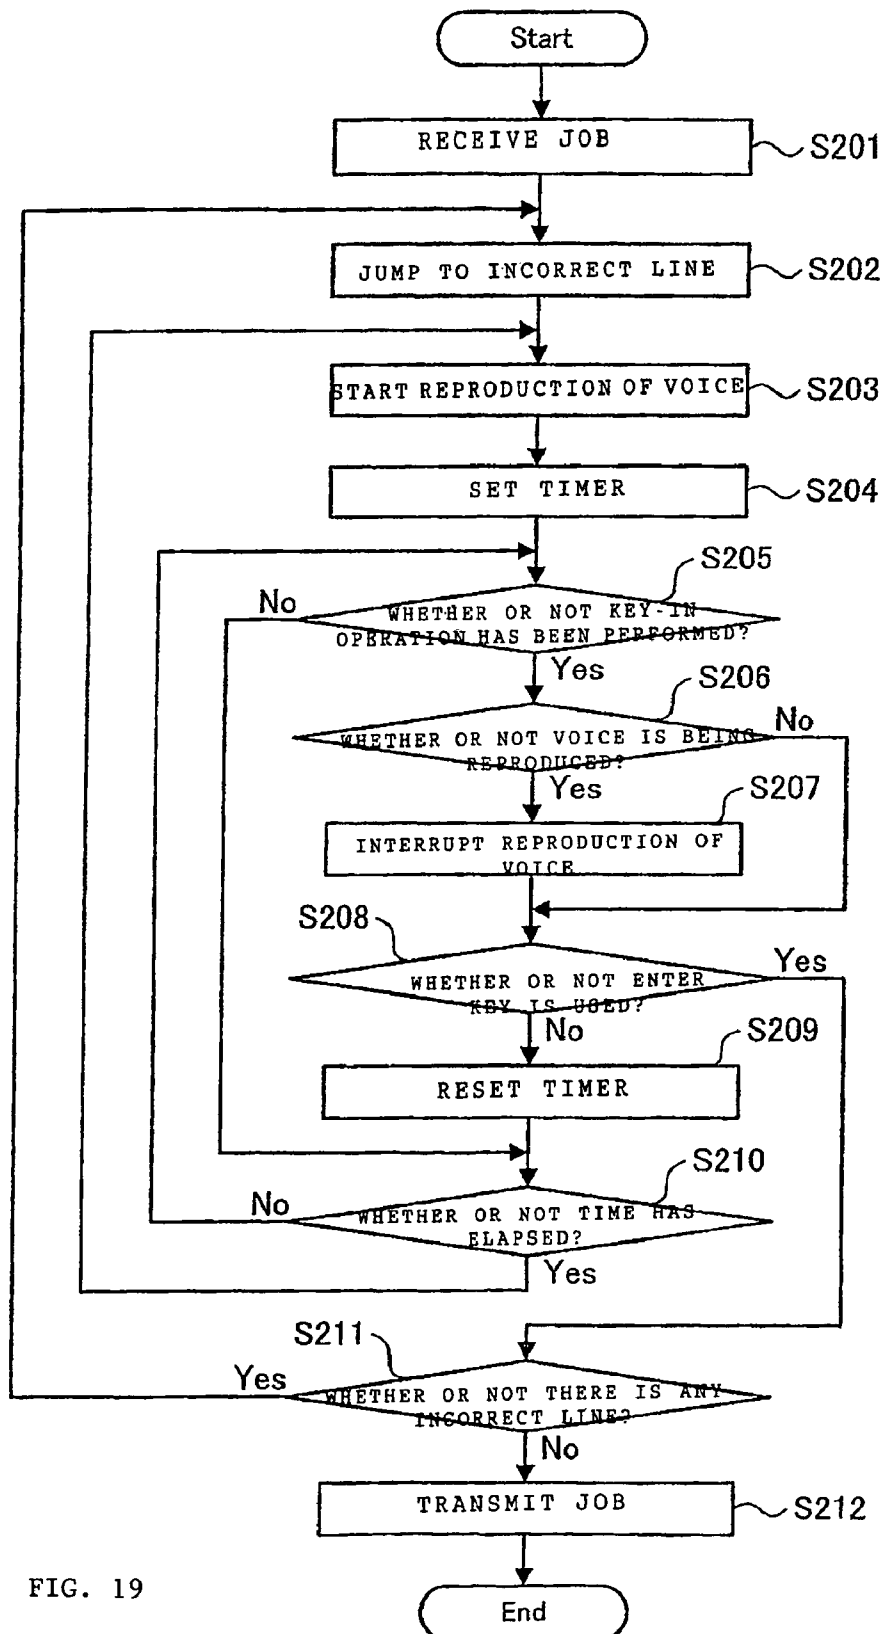 Start
RECEIVE JOB
S201
JUMP TO INCORRECT LINE
S202
START REPRODUCTION OF VOICE
S203
SET TIMER
S204
S205
No
WHETHER OR NOT KEY-IN
OPERATION HAS BEEN PERFORMED?
Yes
S206
No
WHETHER OR NOT VOICE IS BEING
REPRODUCED?
Yes
S207
INTERRUPT REPRODUCTION OF
VOICE
S208
Yes
WHETHER OR NOT ENTER
KEY IS USED?
No
S209
RESET TIMER
S210
No
WHETHER OR NOT TIME HAS
ELAPSED?
Yes
S211
Yes
WHETHER OR NOT THERE IS ANY
INCORRECT LINE?
No
TRANSMIT JOB
S212
FIG. 19
End